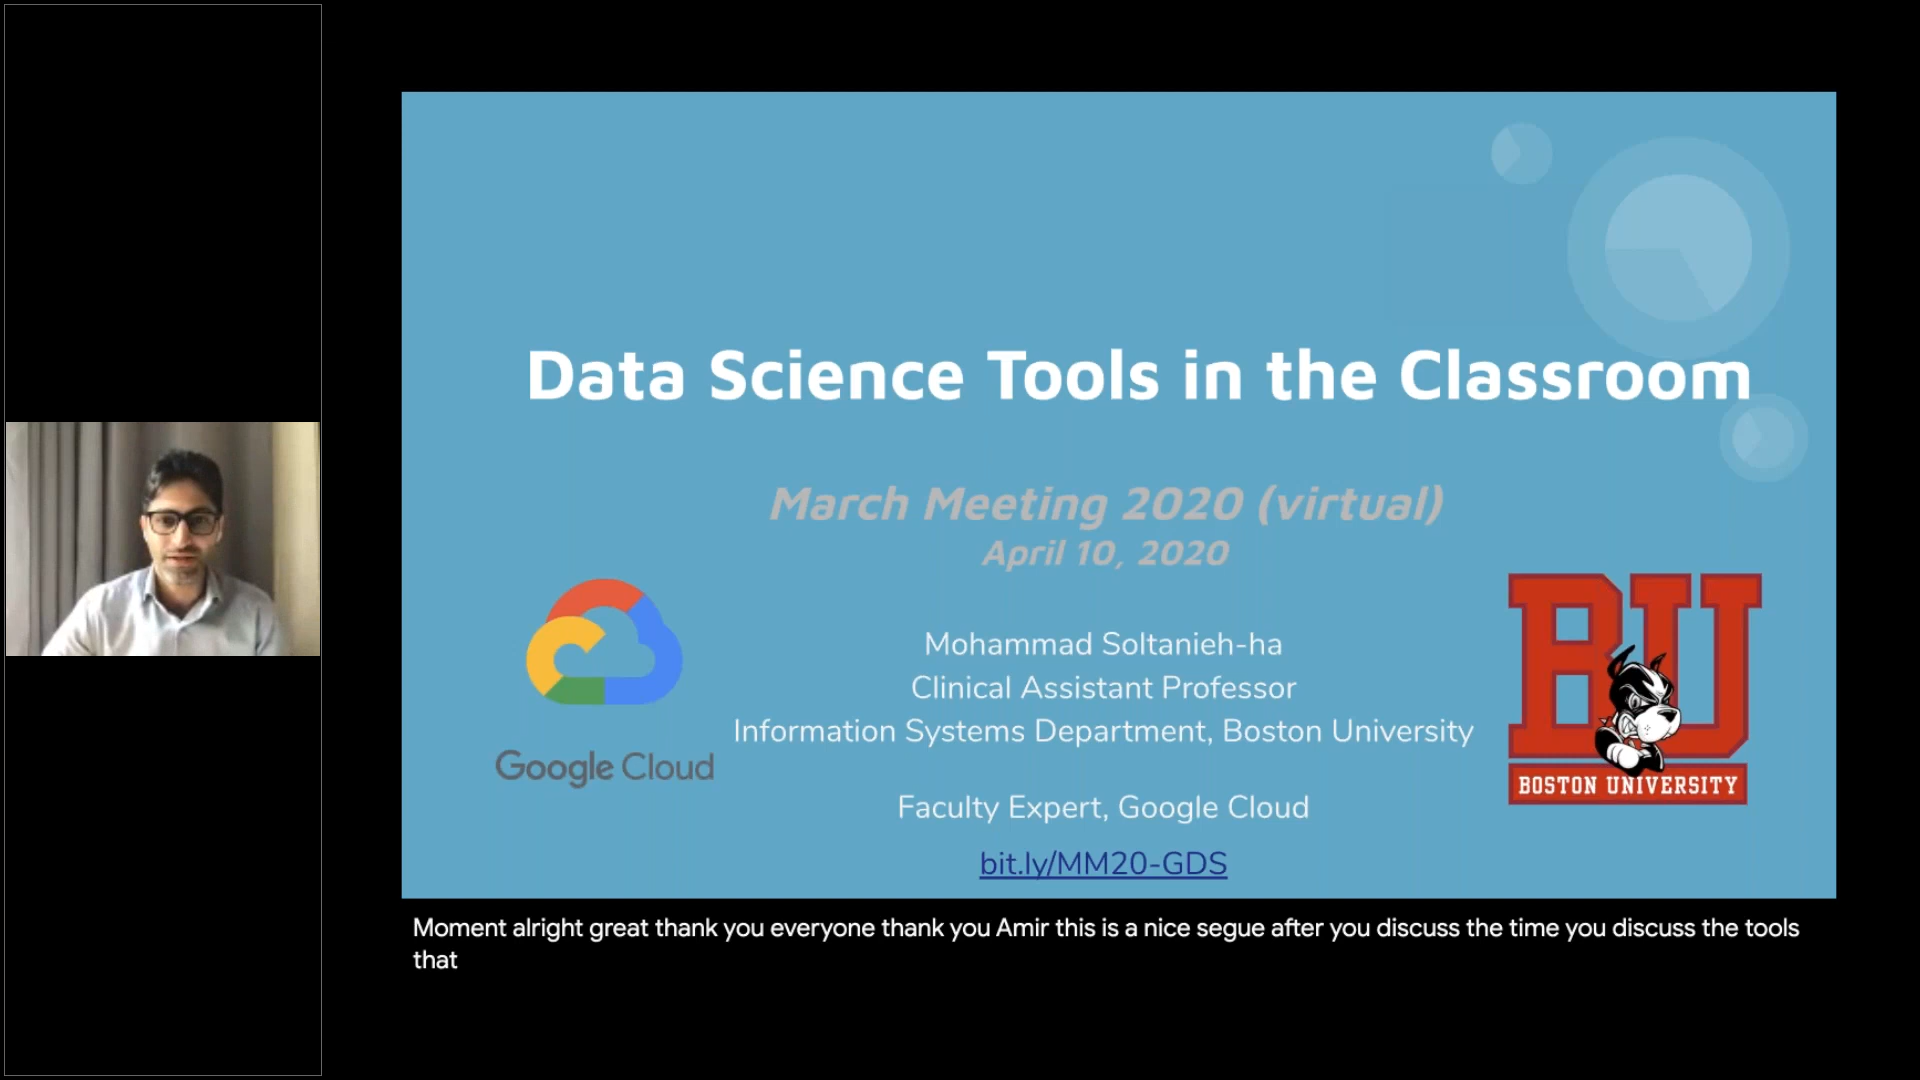 Data Science Tools in the Classroom
March Meeting 2020 (virtual)
April 10, 2020
Mohammad Soltanieh-ha
Clinical Assistant Professor
Information Systems Department, Boston University
Faculty Expert, Google Cloud
bit.ly/MM20-GDS
Google Cloud
BU
BOSTON UNIVERSITY
Moment alright great thank you everyone thank you Amir this is a nice segue after you discuss the time you discuss the tools
that